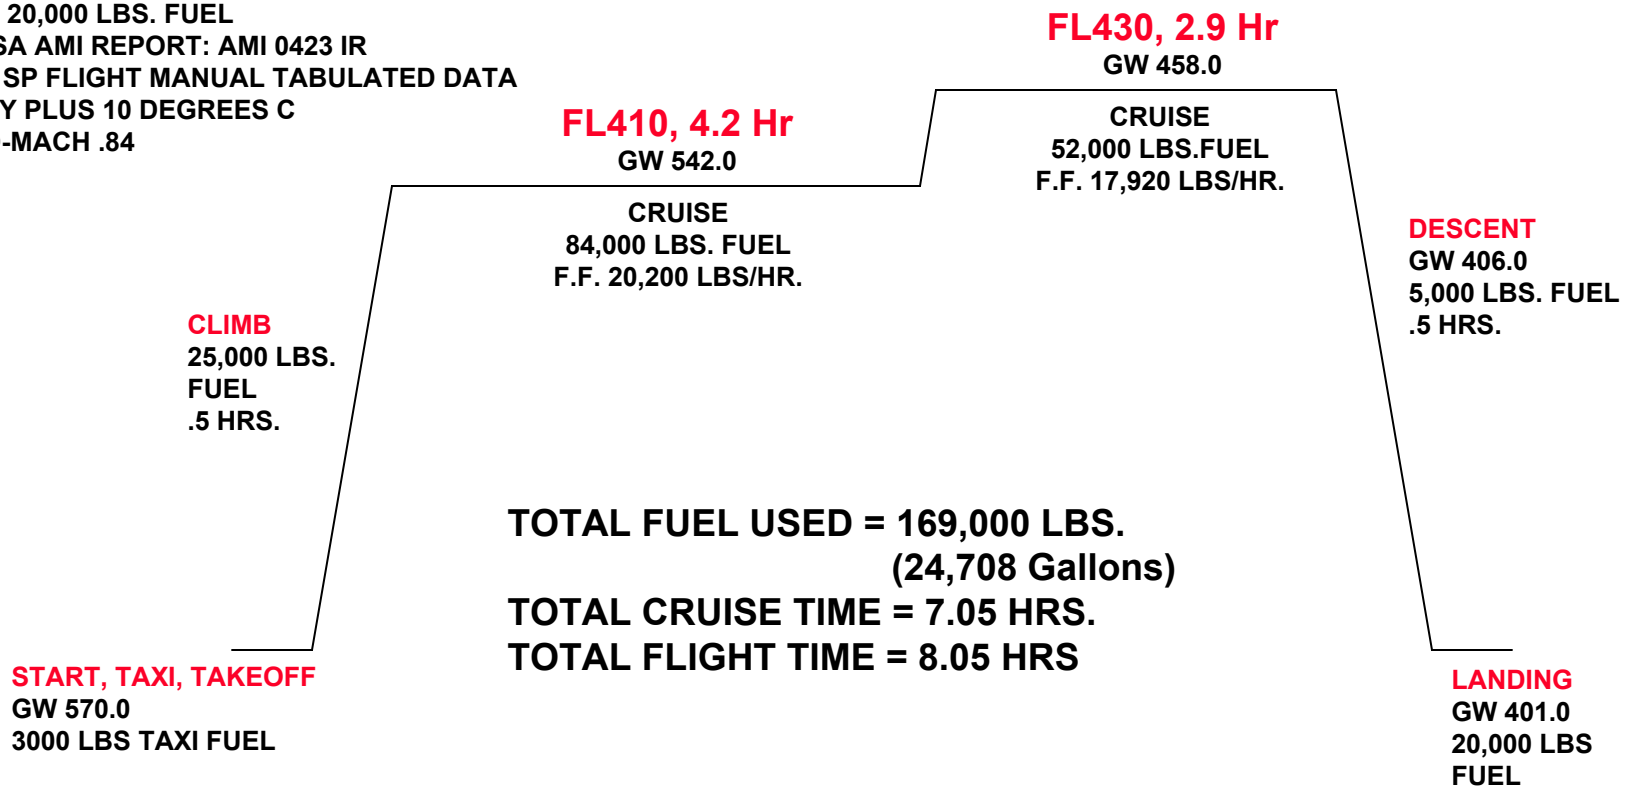 20,000 LBS. FUEL
SA AMI REPORT: AMI 0423 IR
SP FLIGHT MANUAL TABULATED DATA
Y PLUS 10 DEGREES C
-MACH .84
FL430, 2.9 Hr
GW 458.0
CRUISE
52,000 LBS.FUEL
F.F. 17,920 LBS/HR.
FL410, 4.2 Hr
GW 542.0
CRUISE
84,000 LBS. FUEL
F.F. 20,200 LBS/HR.
DESCENT
GW 406.0
5,000 LBS. FUEL
.5 HRS.
CLIMB
25,000 LBS.
FUEL
.5 HRS.
TOTAL FUEL USED = 169,000 LBS.
(24,708 Gallons)
TOTAL CRUISE TIME = 7.05 HRS.
TOTAL FLIGHT TIME = 8.05 HRS
START, TAXI, TAKEOFF
GW 570.0
3000 LBS TAXI FUEL
LANDING
GW 401.0
20,000 LBS
FUEL